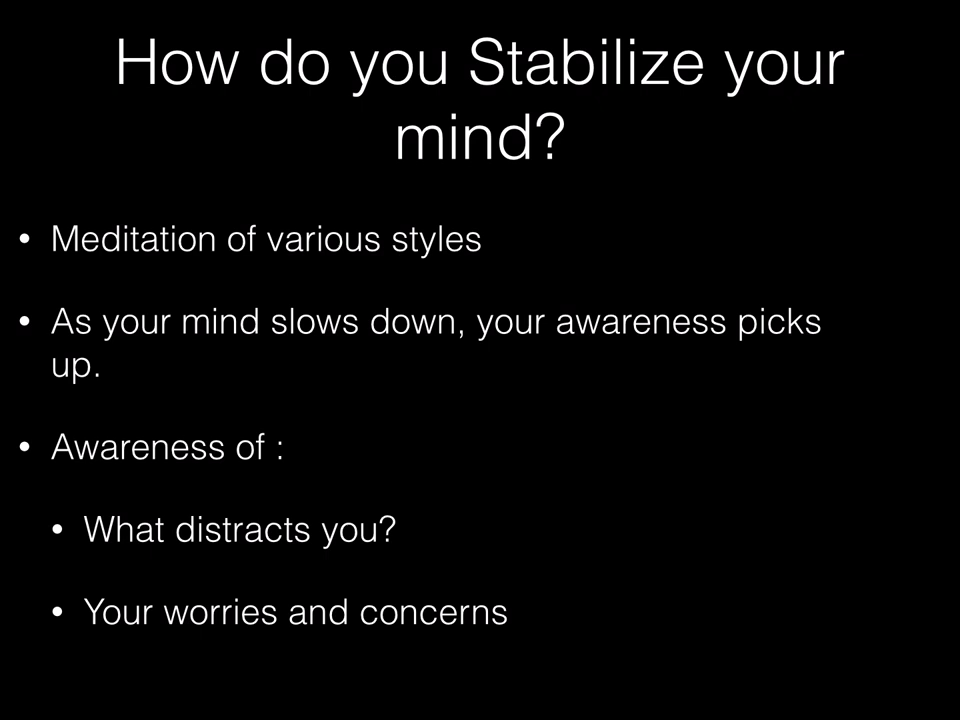 How do you Stabilize your
mind?
• Meditation of various styles
• As your mind slows down, your awareness picks
up.
• Awareness of :
• What distracts you?
• Your worries and concerns